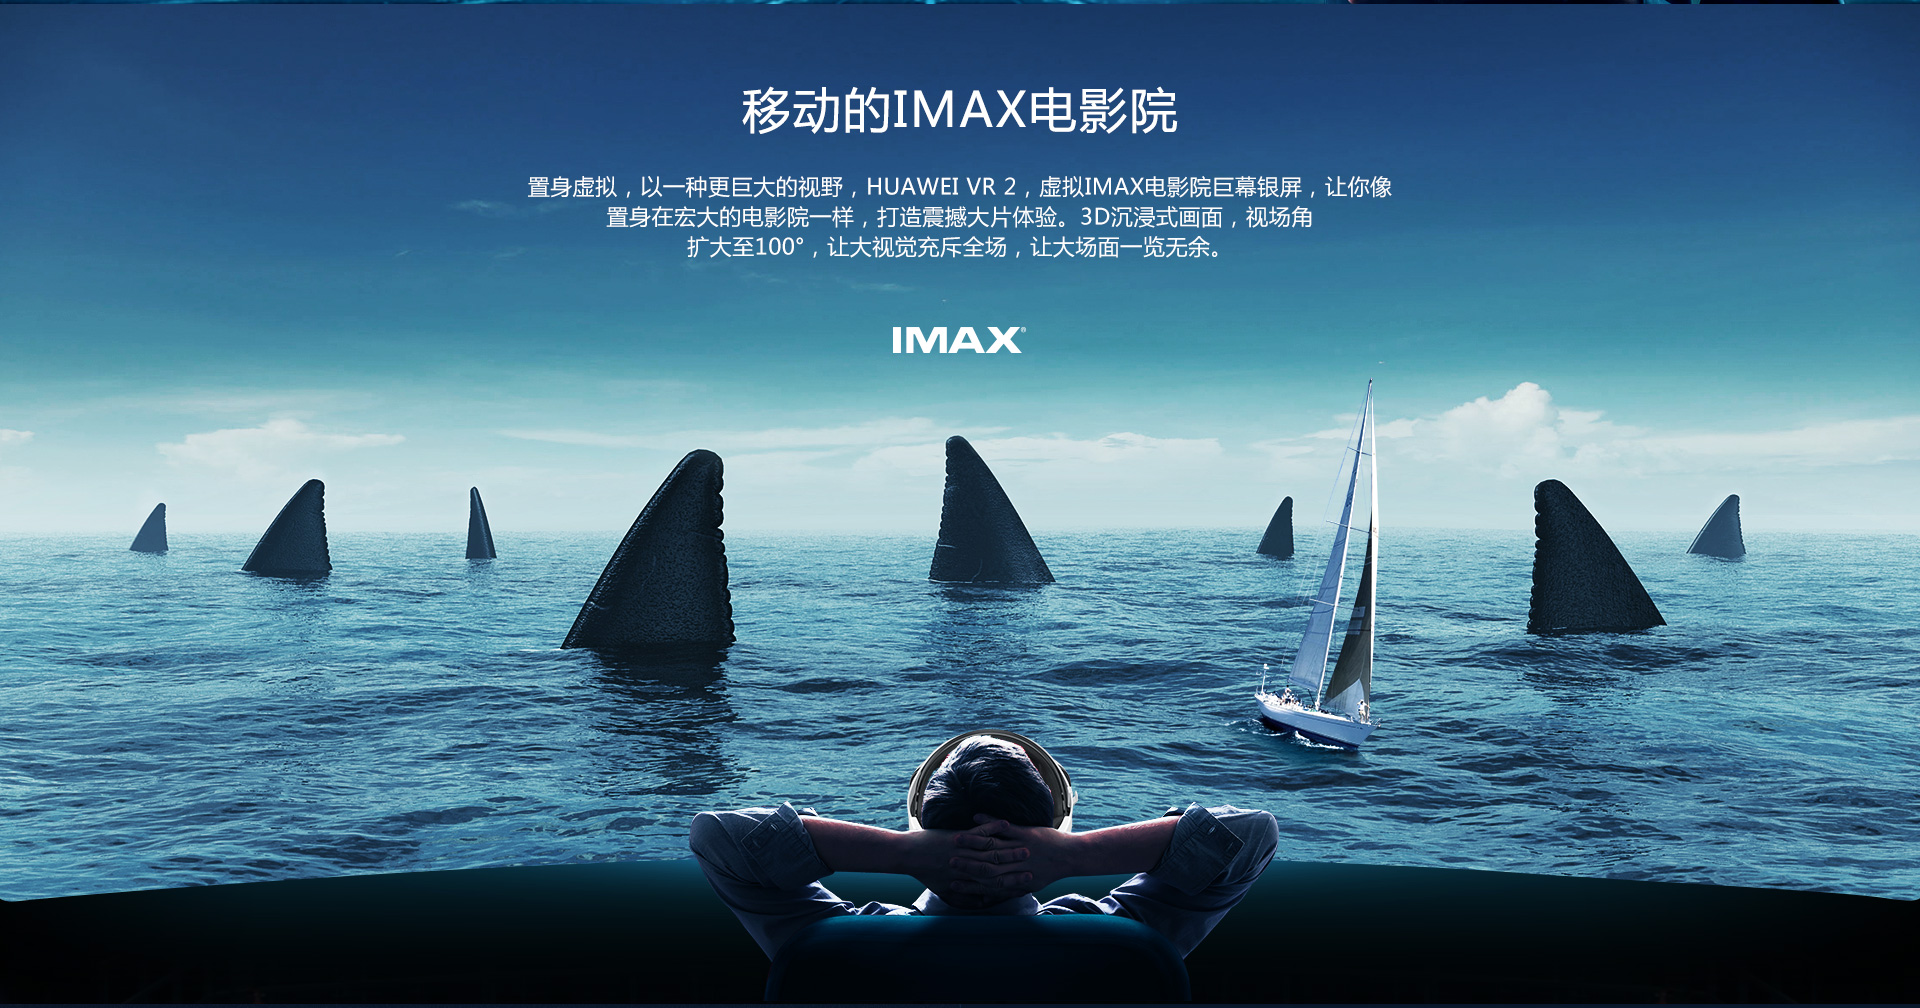 移动的IMAX电影院
置身虚拟，以一种更巨大的视野，HUAWEI VR 2，虚拟IMAX电影院巨幕银屏，让你像
置身在宏大的电影院一样，打造震撼大片体验。3D沉浸式画面，视场角
扩大至100°，让大视觉充斥全场，让大场面一览无余。
IMAX®